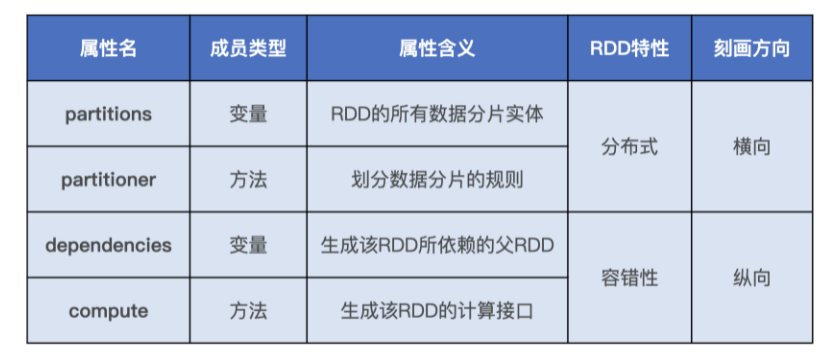 属性名 成员类型 属性含义 RDD特性 刻画方向
partitions 变量 RDD的所有数据分片实体
分布式 横向
partitioner 方法 划分数据分片的规则
dependencies 变量 生成该RDD所依赖的父RDD
容错性 纵向
compute 方法 生成该RDD的计算接口